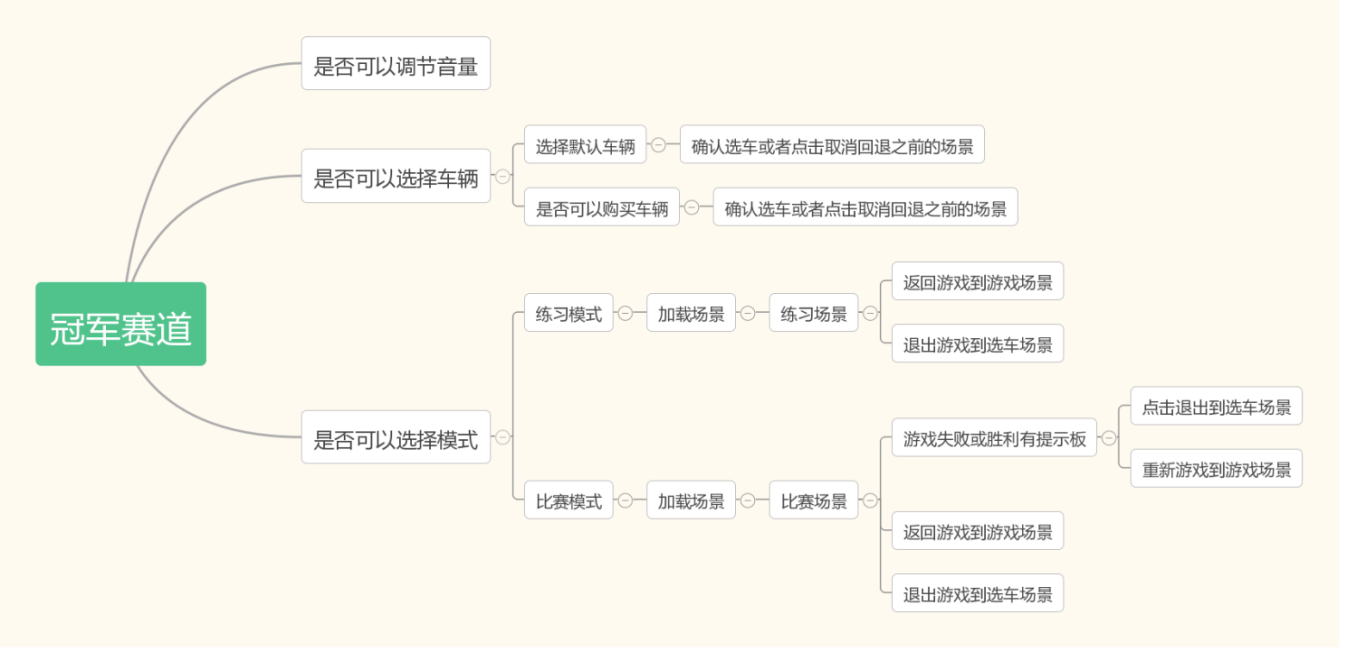 冠军赛道
是否可以调节音量
是否可以选择车辆
选择默认车辆
确认选车或者点击取消回退之前的场景
是否可以购买车辆
确认选车或者点击取消回退之前的场景
是否可以选择模式
练习模式
加载场景
练习场景
返回游戏到游戏场景
退出游戏到选车场景
比赛模式
加载场景
比赛场景
游戏失败或胜利有提示板
点击退出到选车场景
重新游戏到游戏场景
返回游戏到游戏场景
退出游戏到选车场景